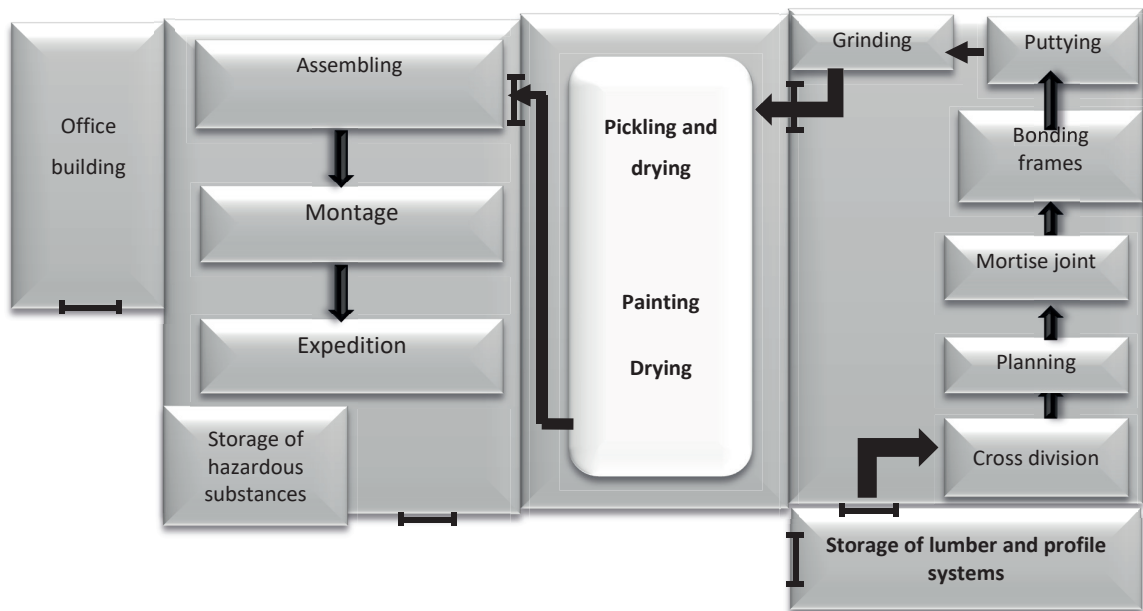 Office
building
Assembling
Montage
Expedition
Storage of
hazardous
substances
Pickling and
drying
Painting
Drying
Grinding
Puttying
Bonding
frames
Mortise joint
Planning
Cross division
Storage of lumber and profile
systems